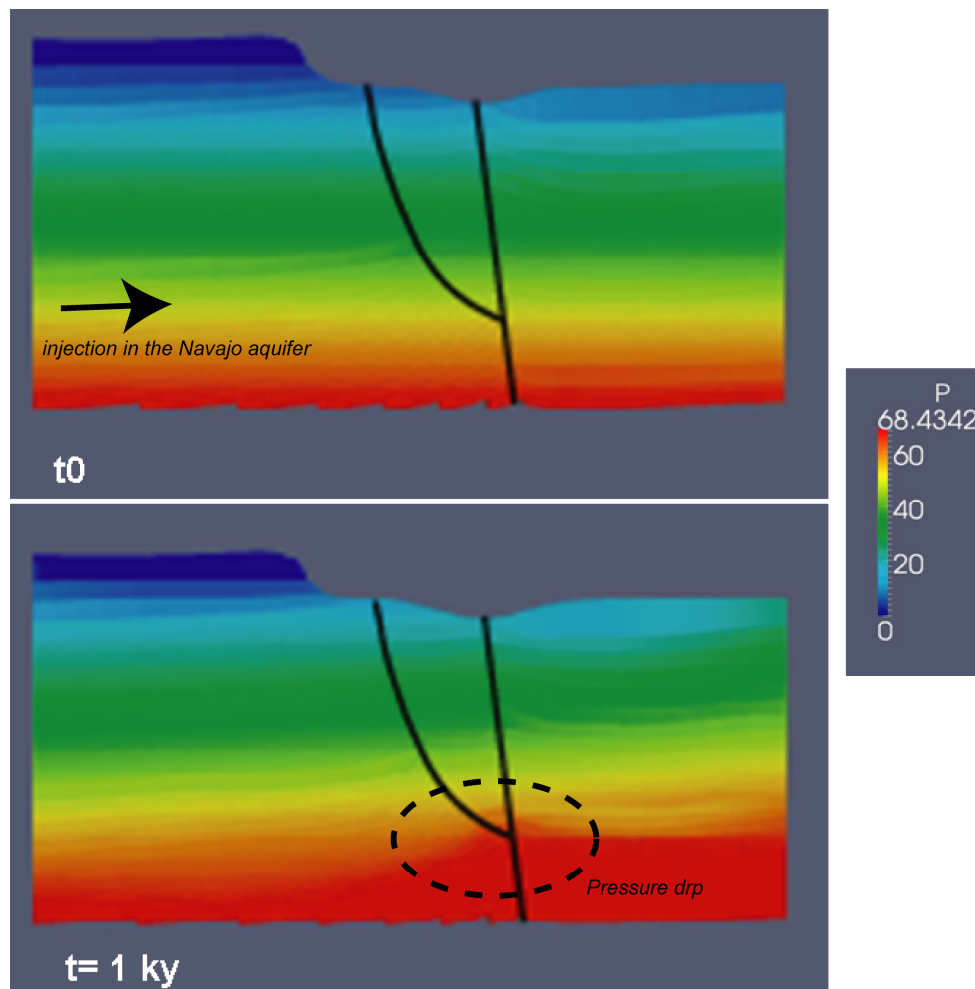 injection in the Navajo aquifer
t0
P
68.4342
60
40
20
0
Pressure drp
t= 1 ky